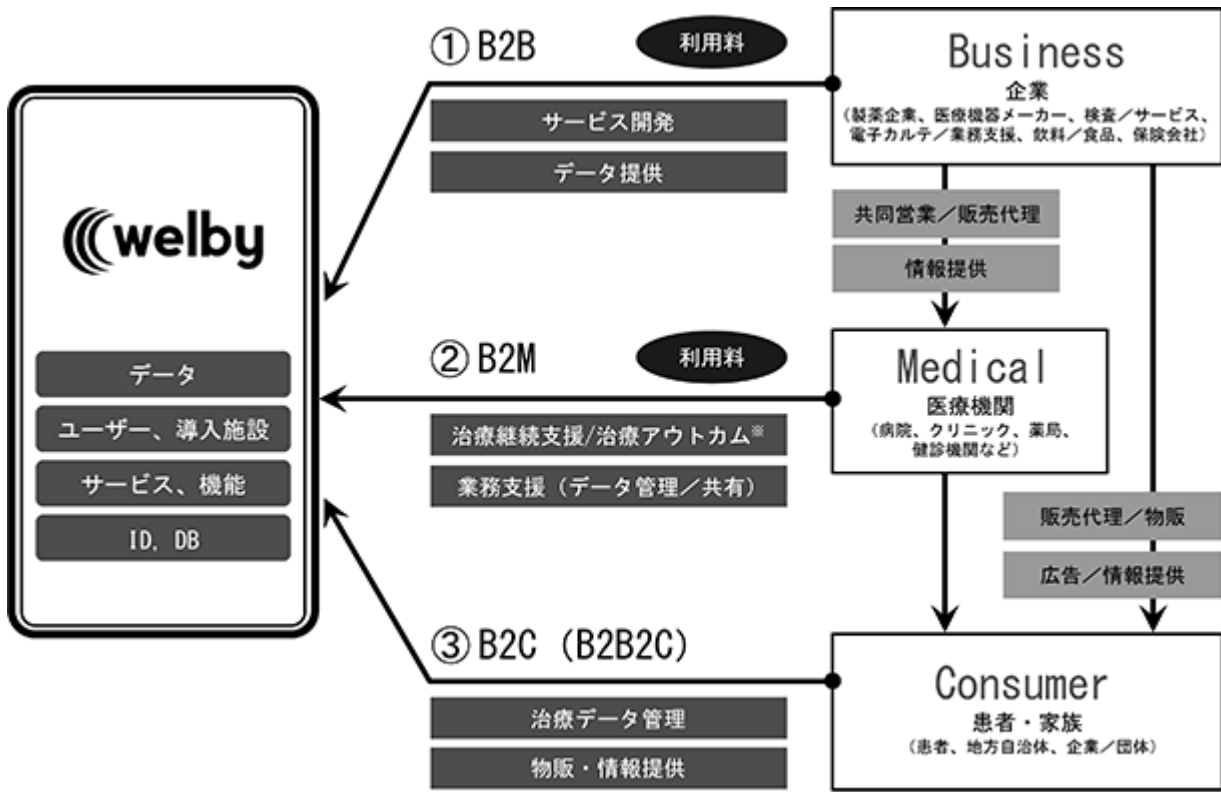 welby
データ
ユーザー、導入施設
サービス、機能
ID, DB
① B2B
利用料
サービス開発
データ提供
② B2M
利用料
治療継続支援/治療アウトカム※
業務支援（データ管理／共有）
③ B2C （B2B2C）
治療データ管理
物販・情報提供
Business
企業
（製薬企業、医療機器メーカー、検査／サービス、
電子カルテ／業務支援、飲料／食品、保険会社）
共同営業／販売代理
情報提供
Medical
医療機関
（病院、クリニック、薬局、
健診機関など）
販売代理／物販
広告／情報提供
Consumer
患者・家族
（患者、地方自治体、企業／団体）